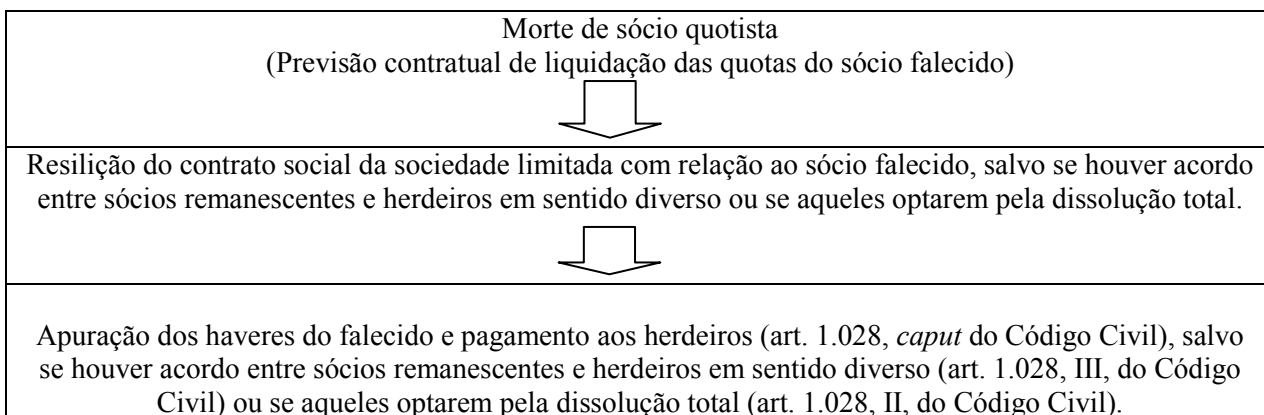 Morte de sócio quotista
(Previsão contratual de liquidação das quotas do sócio falecido)
Resilição do contrato social da sociedade limitada com relação ao sócio falecido, salvo se houver acordo
entre sócios remanescentes e herdeiros em sentido diverso ou se aqueles optarem pela dissolução total.
Apuração dos haveres do falecido e pagamento aos herdeiros (art. 1.028, caput do Código Civil), salvo
se houver acordo entre sócios remanescentes e herdeiros em sentido diverso (art. 1.028, III, do Código
Civil) ou se aqueles optarem pela dissolução total (art. 1.028, II, do Código Civil).